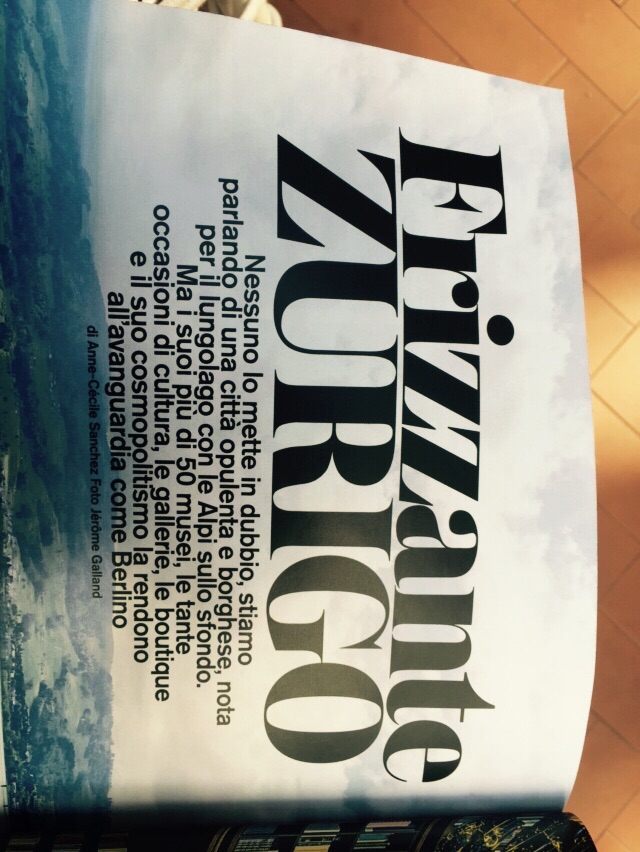 Frizzante
ZURIGO
Nessuno lo mette in dubbio, stiamo
parlando di una città opulenta e borghese, nota
per il lungolago con le Alpi sullo sfondo.
Ma i suoi più di 50 musei, le tante
occasioni di cultura, le gallerie, le boutique
e il suo cosmopolitismo la rendono
all'avanguardia come Berlino
di Anne-Cécile Sanchez Foto Jérôme Galland